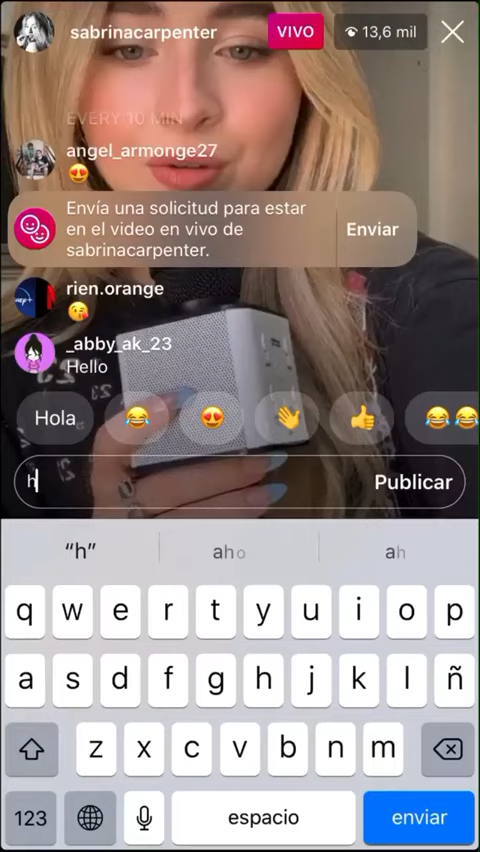 sabrinacarpenter VIVO 13,6 mil
EVERY 10 MIN
angel_armonge27
Envía una solicitud para estar
en el video en vivo de
sabrinacarpenter.
Enviar
rien.orange
_abby_ak_23
Hello
Hola
h
Publicar
“h” aho ah
q w e r t y u i o p
a s d f g h j k l ñ
z x c v b n m
123 espacio enviar